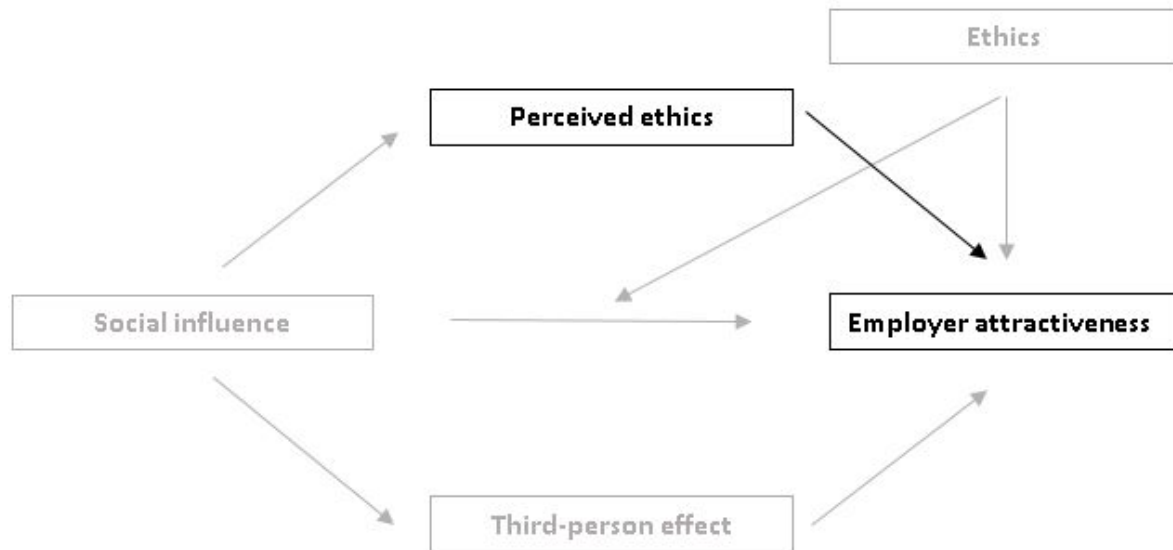 Ethics
Perceived ethics
Social influence
Employer attractiveness
Third-person effect